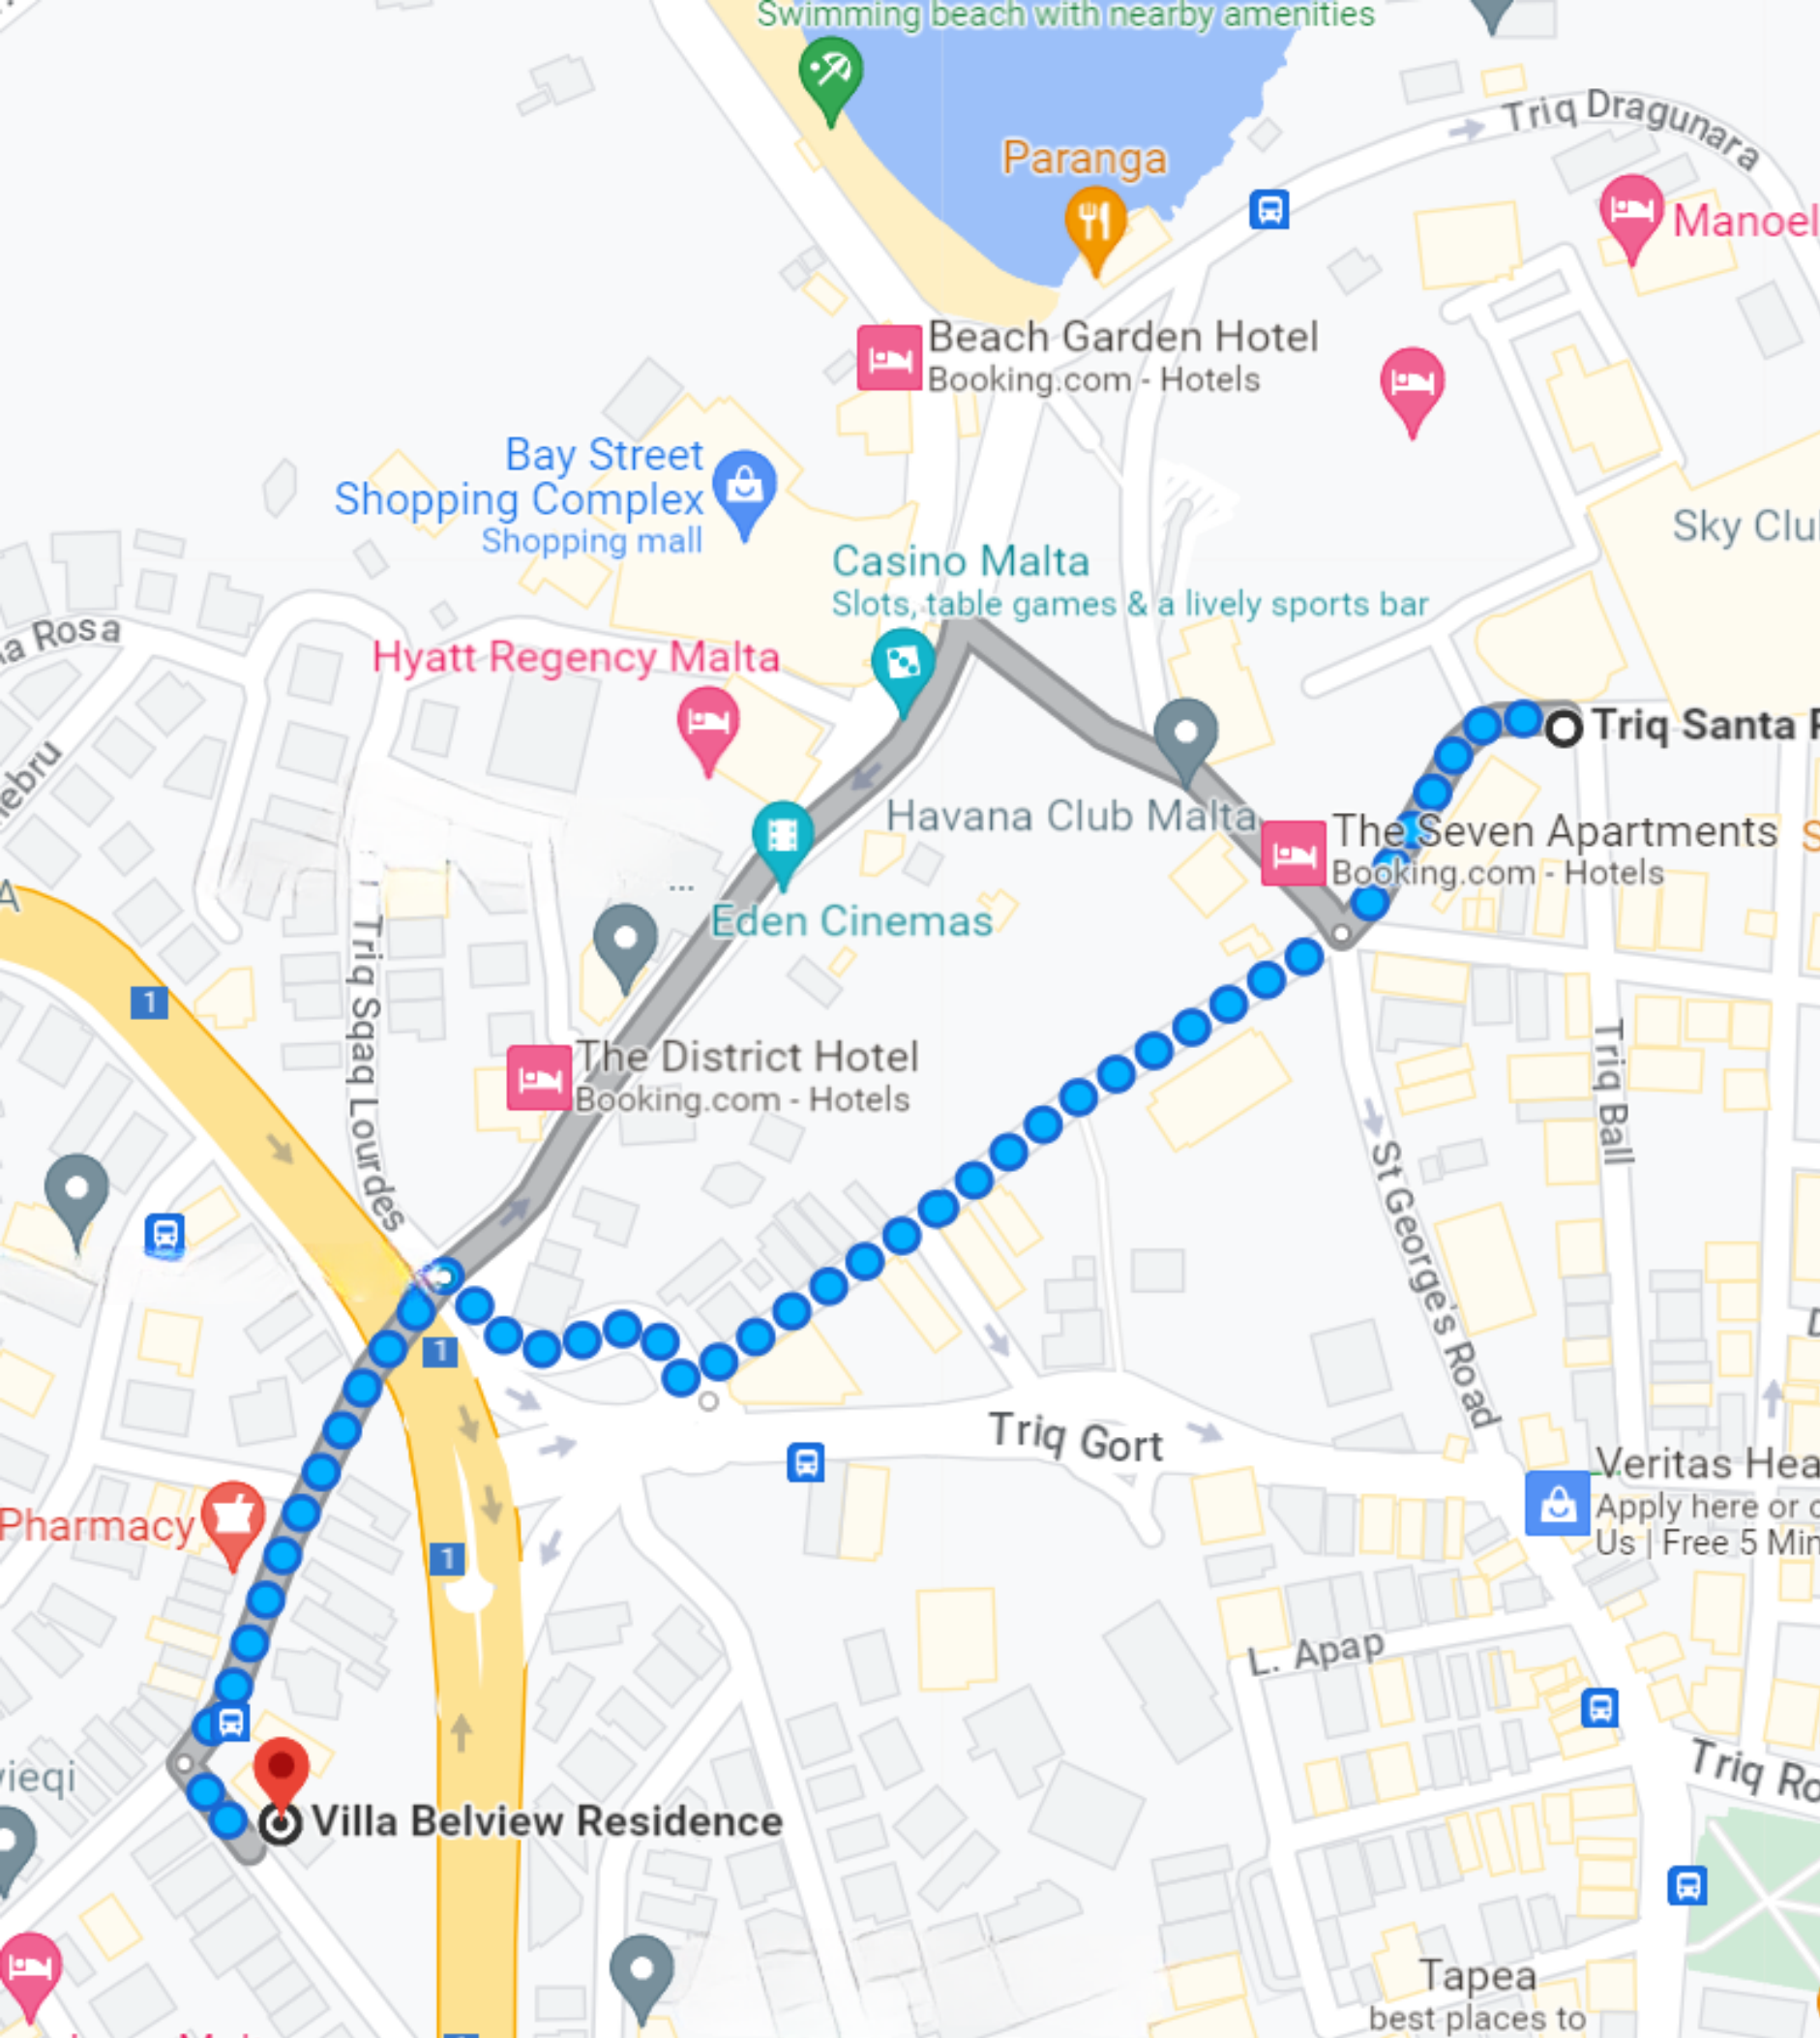 Swimming beach with nearby amenities
Triq Dragunara
Paranga
Manoel
Beach Garden Hotel
Booking.com - Hotels
Bay Street
Shopping Complex
Shopping mall
Sky Clu
Casino Malta
Slots, table games & a lively sports bar
a Rosa
Hyatt Regency Malta
Triq Santa
nebru
Havana Club Malta
The Seven Apartments
Booking.com - Hotels
S
A
...
Eden Cinemas
1
Triq Sqaq Lourdes
The District Hotel
Booking.com - Hotels
Triq Ball
St George's Road
1
Triq Gort
Pharmacy
1
Veritas Hea
Apply here or c
Us | Free 5 Min
L. Apap
Triq Ro
vieqi
Villa Belview Residence
Tapea
best places to